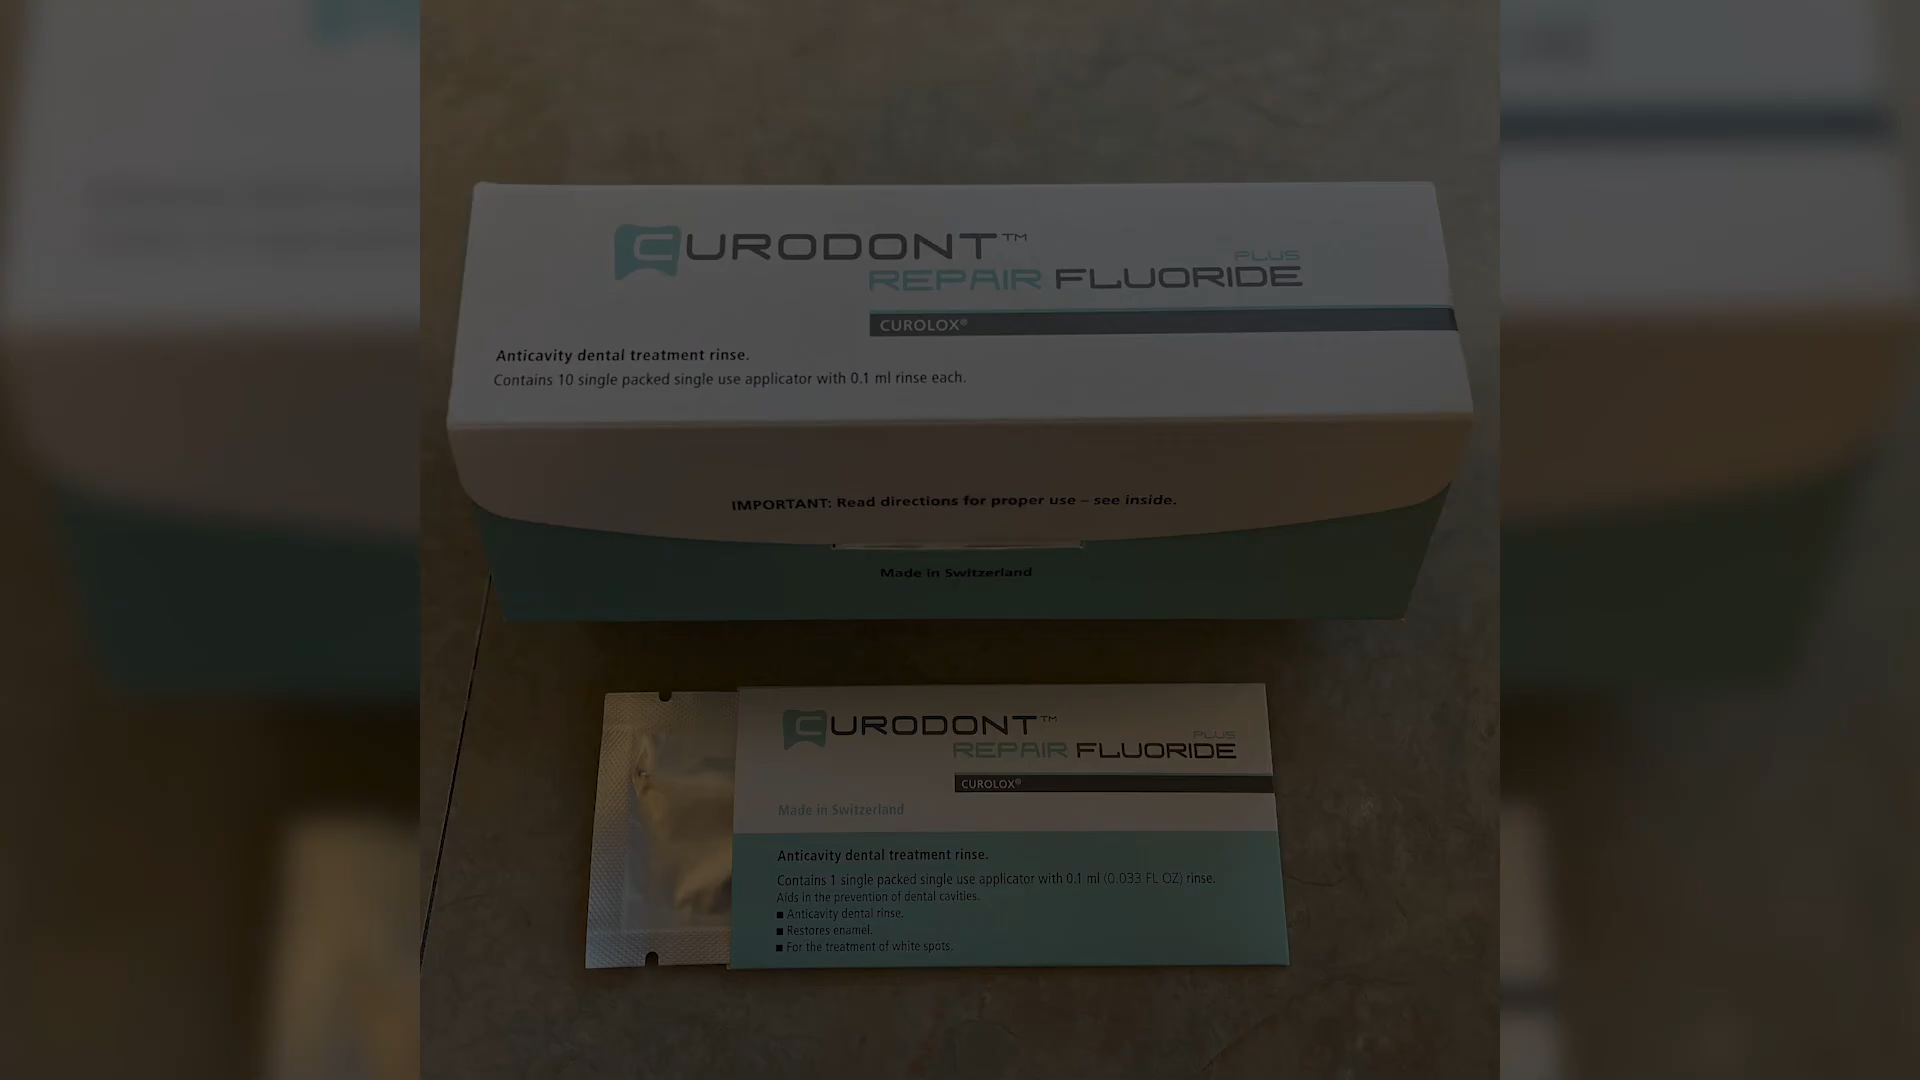 CURODONT™
PLUS
REPAIR FLUORIDE
CUROLOX®
Anticavity dental treatment rinse.
Contains 10 single packed single use applicator with 0.1 ml rinse each.
IMPORTANT: Read directions for proper use – see inside.
Made in Switzerland
CURODONT™
PLUS
REPAIR FLUORIDE
CUROLOX®
Made in Switzerland
Anticavity dental treatment rinse.
Contains 1 single packed single use applicator with 0.1 ml (0.033 FL OZ) rinse.
Aids in the prevention of dental cavities.
■ Anticavity dental rinse.
■ Restores enamel.
■ For the treatment of white spots.